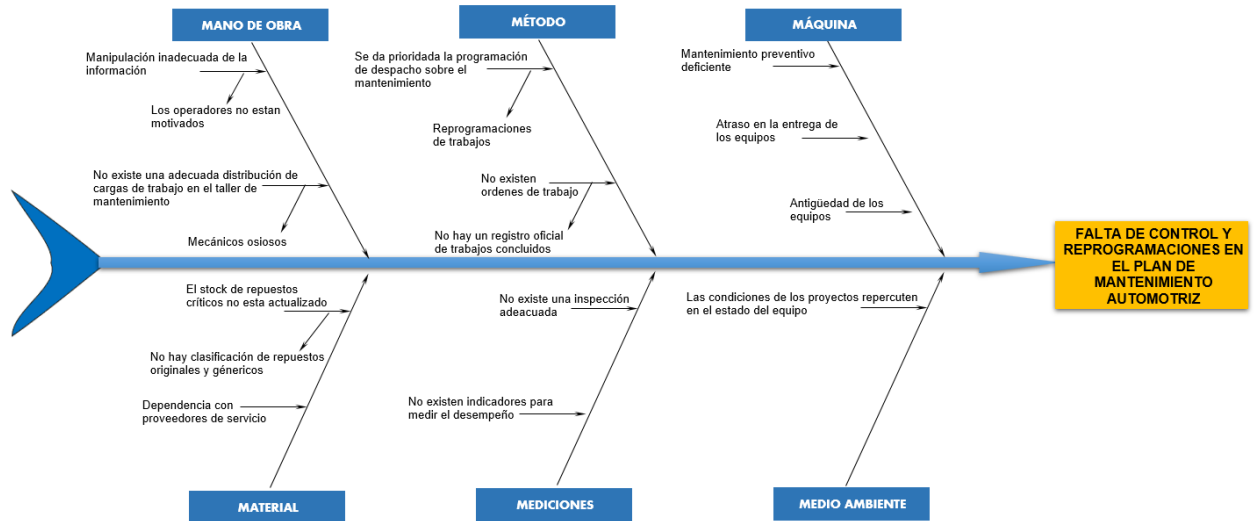 MANO DE OBRA
MÉTODO
MÁQUINA
Manipulación inadecuada de la
información
Los operadores no estan
motivados
No existe una adecuada distribución de
cargas de trabajo en el taller de
mantenimiento
Mecánicos osiosos
Se da prioridada la programación
de despacho sobre el
mantenimiento
Reprogramaciones
de trabajos
No existen
ordenes de trabajo
No hay un registro oficial
de trabajos concluidos
Mantenimiento preventivo
deficiente
Atraso en la entrega de
los equipos
Antigüedad de los
equipos
FALTA DE CONTROL Y
REPROGRAMACIONES EN
EL PLAN DE
MANTENIMIENTO
AUTOMOTRIZ
El stock de repuestos
críticos no esta actualizado
No hay clasificación de repuestos
originales y génericos
Dependencia con
proveedores de servicio
No existe una inspección
adeacuada
No existen indicadores para
medir el desempeño
Las condiciones de los proyectos repercuten
en el estado del equipo
MATERIAL
MEDICIONES
MEDIO AMBIENTE